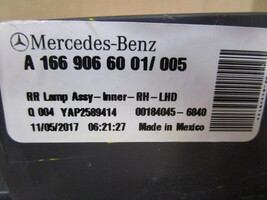 Mercedes-Benz
A 166 906 60 01/ 005
RR Lamp Assy-Inner-RH-LHD
Q 004 YAP2589414 00184045-6840
11/05/2017 06:21:27 Made in Mexico